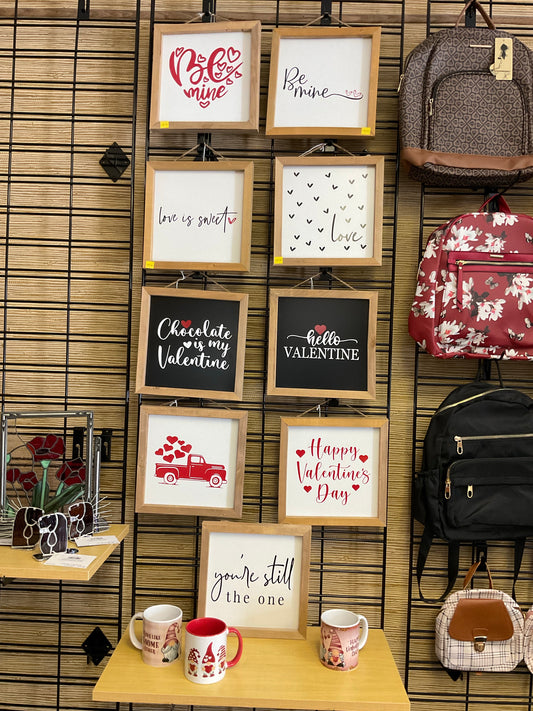 Be
mine
Be
mine
love is sweet
Love
Chocolate
is my
Valentine
hello
VALENTINE
Happy
Valentine's
Day
you're still
the one